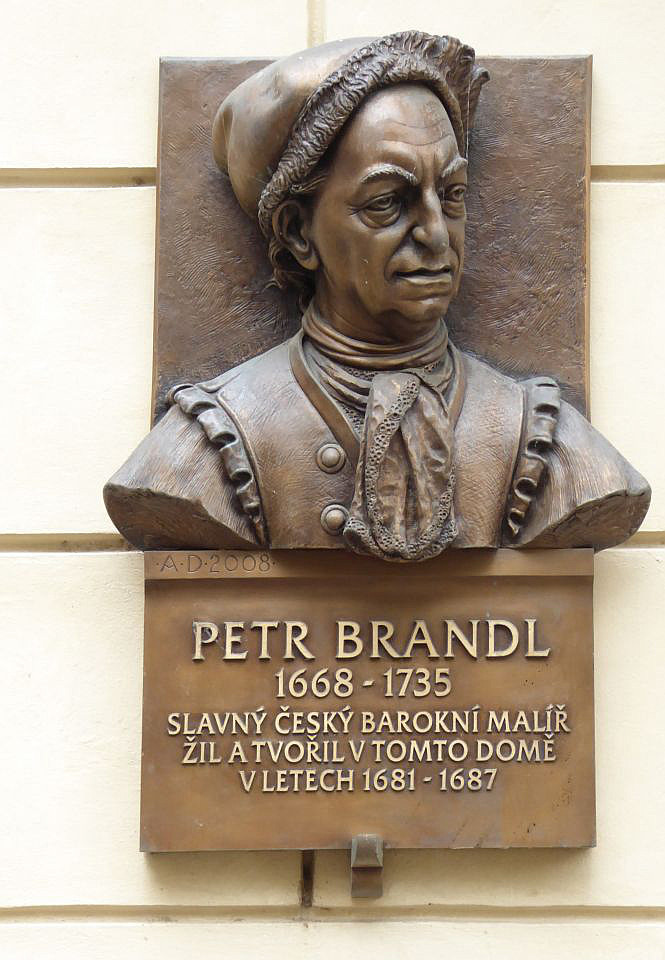 ·A·D·2008·
PETR BRANDL
1668 - 1735
SLAVNÝ ČESKÝ BAROKNÍ MALÍŘ
ŽIL A TVOŘIL V TOMTO DOMĚ
V LETECH 1681 - 1687